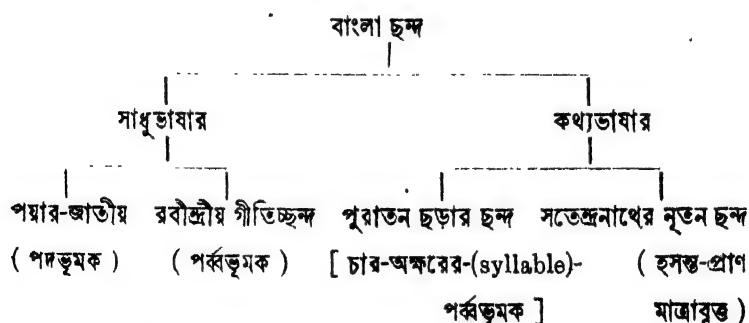 বাংলা ছন্দ
সাধুভাষার কথ্যভাষার
পয়ার-জাতীয় রবীন্দ্রীয় গীতিচ্ছন্দ পুরাতন ছড়ার ছন্দ সতেন্দ্রনাথের নূতন ছন্দ
( পদভূমক ) ( পর্ব্বভূমক ) [ চার-অক্ষরের-(syllable)- ( হসন্ত-প্রাণ
পর্ব্বভূমক ] মাত্রাবৃত্ত )